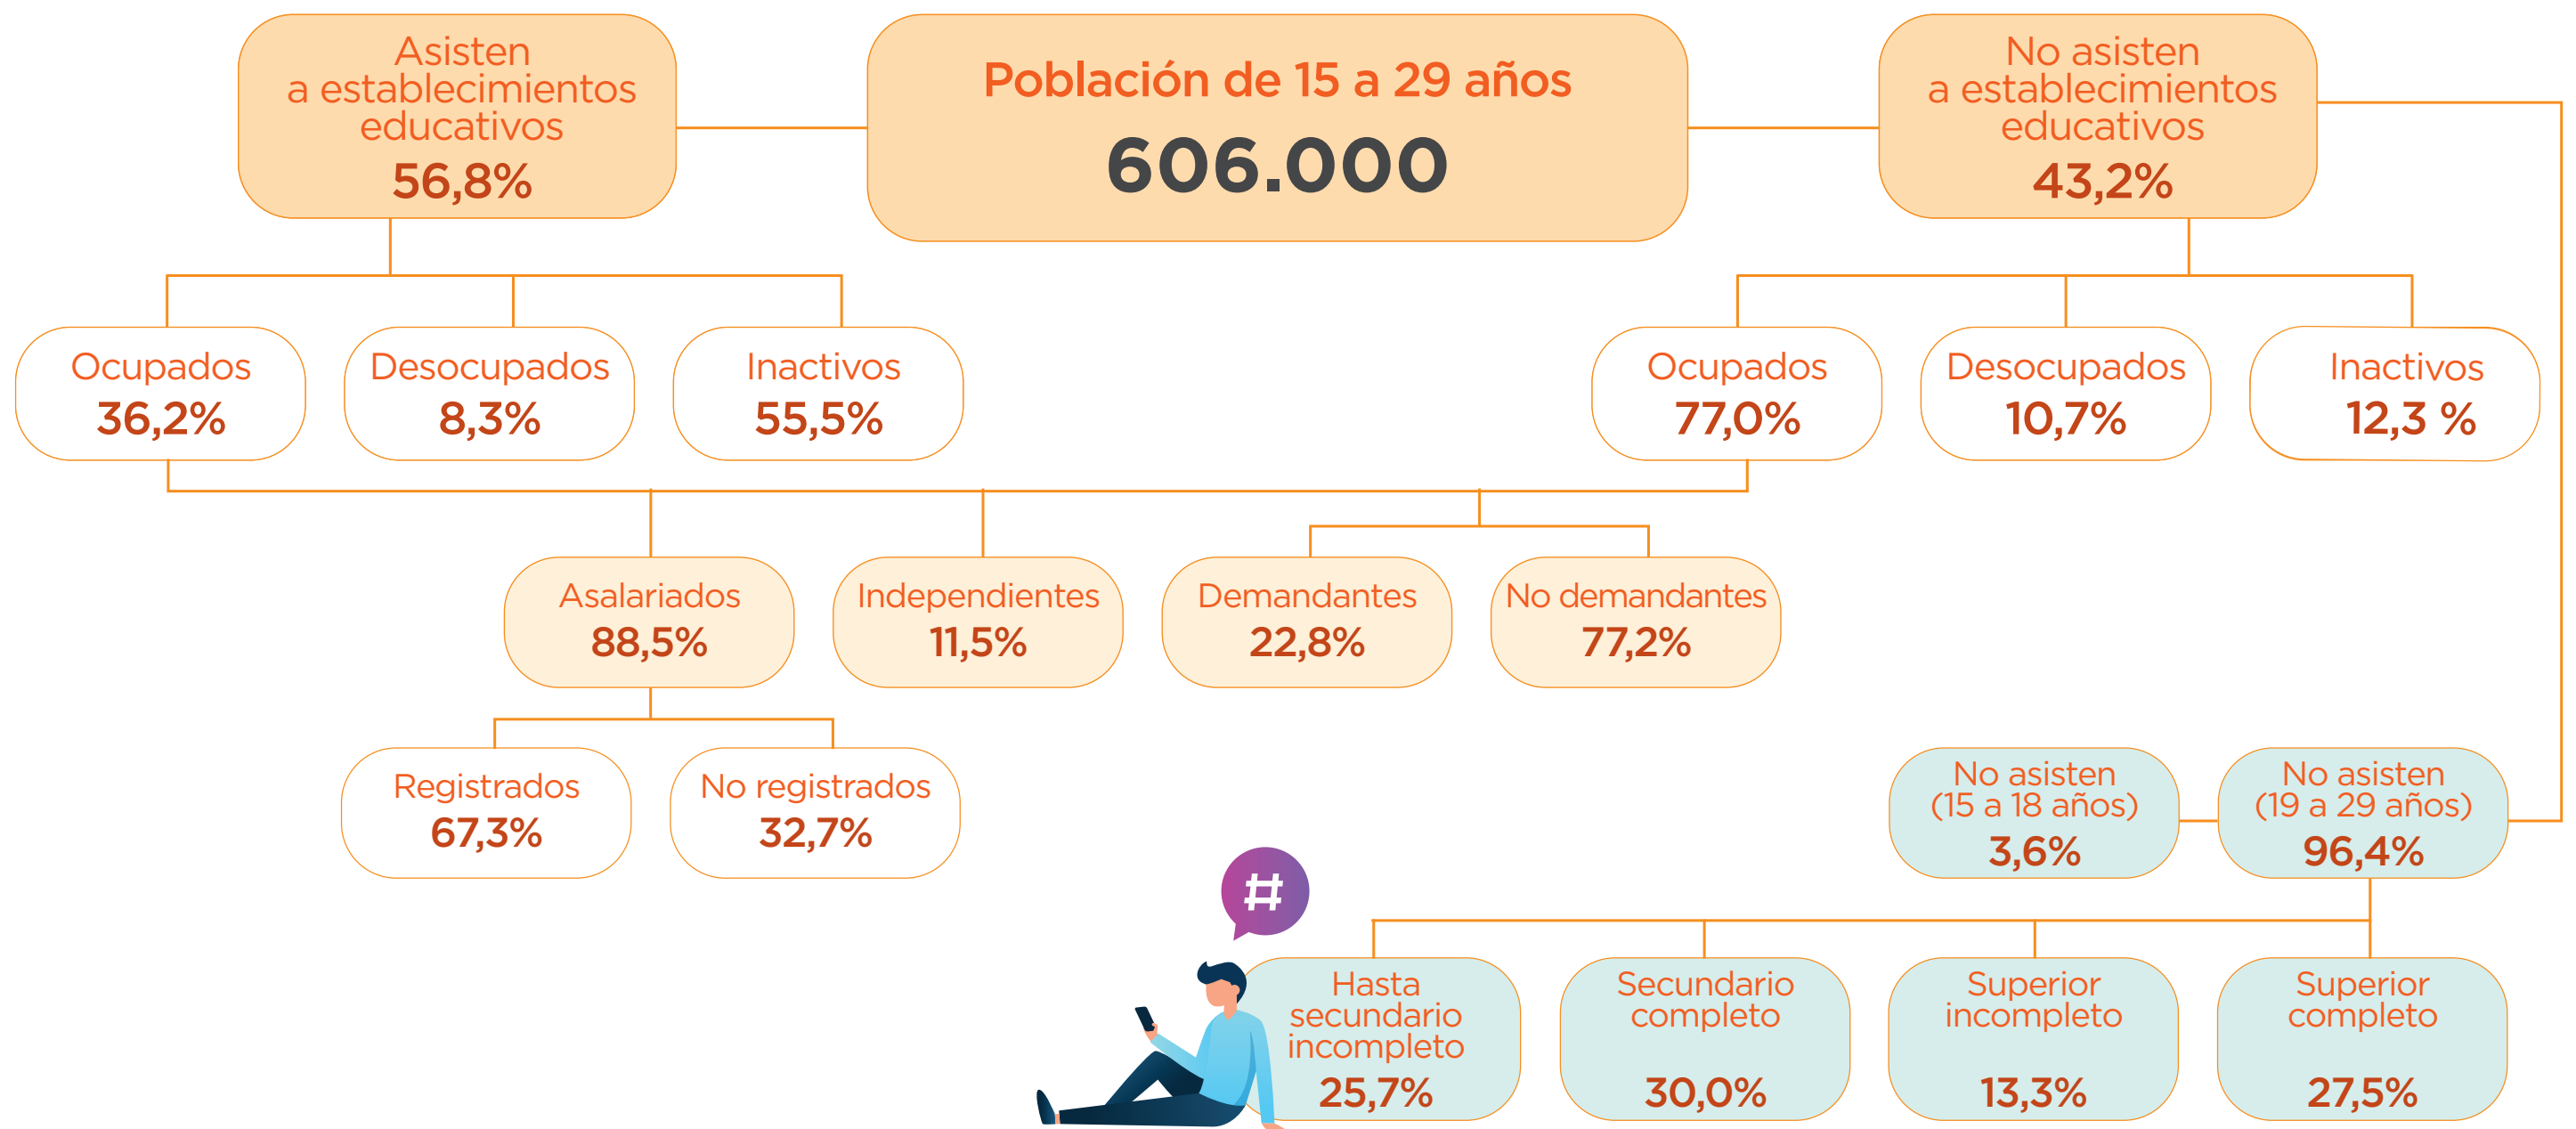 Asisten
a establecimientos
educativos
56,8%
Población de 15 a 29 años
606.000
No asisten
a establecimientos
educativos
43,2%
Ocupados
36,2%
Desocupados
8,3%
Inactivos
55,5%
Ocupados
77,0%
Desocupados
10,7%
Inactivos
12,3 %
Asalariados
88,5%
Independientes
11,5%
Demandantes
22,8%
No demandantes
77,2%
Registrados
67,3%
No registrados
32,7%
No asisten
(15 a 18 años)
3,6%
No asisten
(19 a 29 años)
96,4%
#
Hasta
secundario
incompleto
25,7%
Secundario
completo
30,0%
Superior
incompleto
13,3%
Superior
completo
27,5%